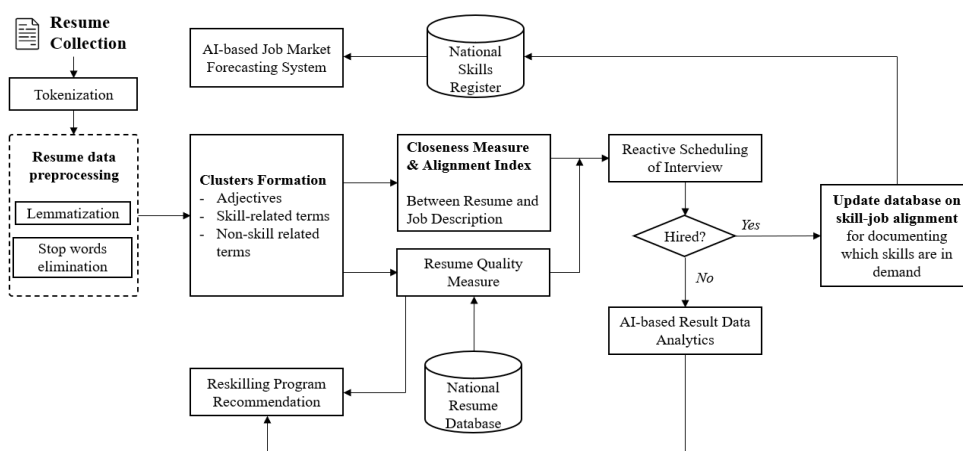 Resume
Collection
Tokenization
Resume data
preprocessing
Lemmatization
Stop words
elimination
Clusters Formation
- Adjectives
- Skill-related terms
- Non-skill related
terms
AI-based Job Market
Forecasting System
National
Skills
Register
Closeness Measure
& Alignment Index
Between Resume and
Job Description
Resume Quality
Measure
Reskilling Program
Recommendation
National
Resume
Database
Reactive Scheduling
of Interview
Hired?
Yes
No
AI-based Result Data
Analytics
Update database on
skill-job alignment
for documenting
which skills are in
demand